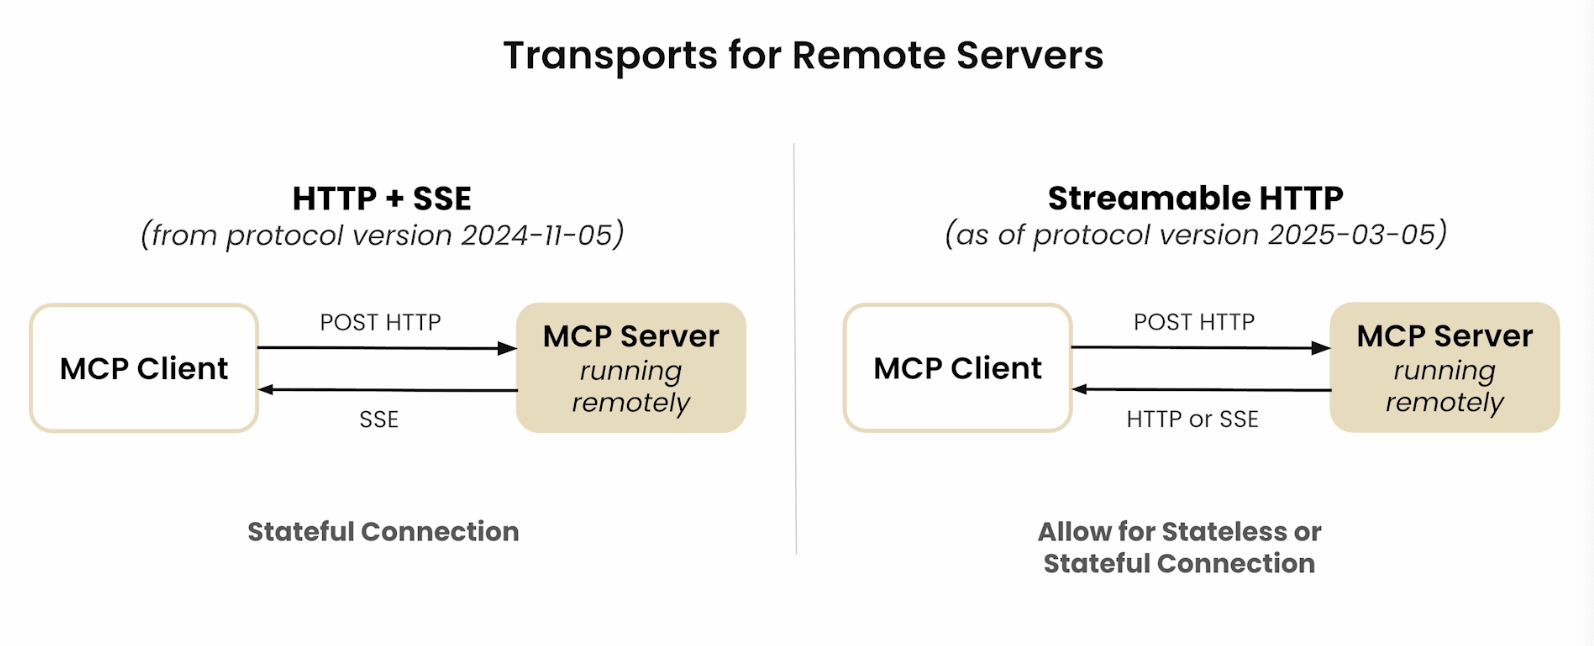 Transports for Remote Servers
HTTP + SSE
(from protocol version 2024-11-05)
MCP Client
POST HTTP
SSE
MCP Server
running
remotely
Stateful Connection
Streamable HTTP
(as of protocol version 2025-03-05)
MCP Client
POST HTTP
HTTP or SSE
MCP Server
running
remotely
Allow for Stateless or
Stateful Connection